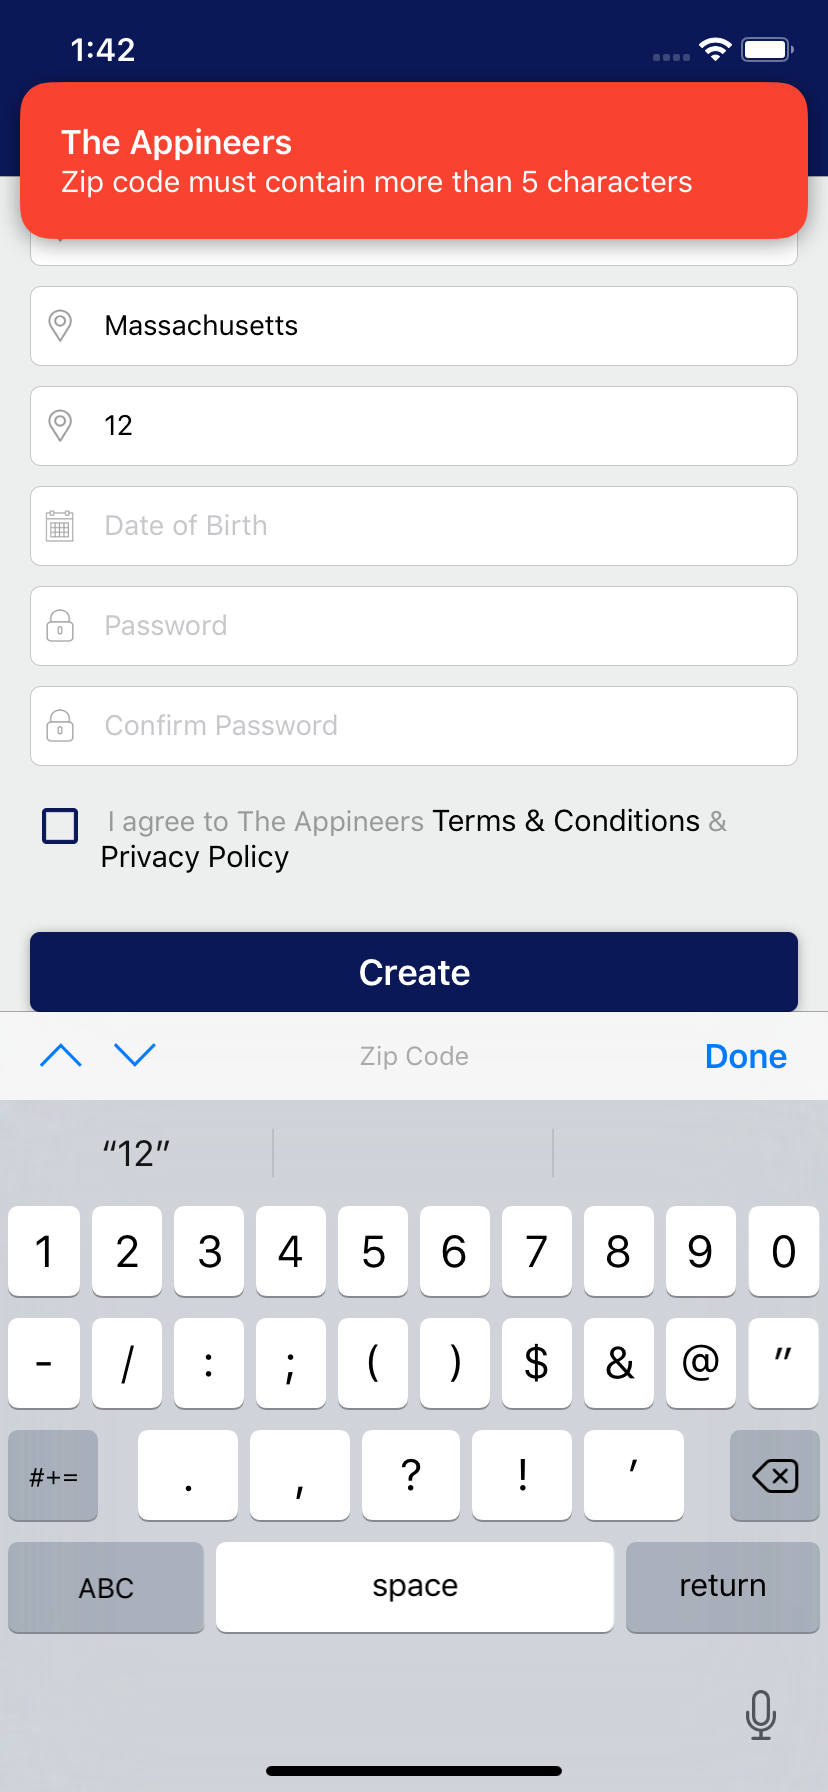 1:42
The Appineers
Zip code must contain more than 5 characters
Massachusetts
12
Date of Birth
Password
Confirm Password
I agree to The Appineers Terms & Conditions &
Privacy Policy
Create
Zip Code Done
“12”
1 2 3 4 5 6 7 8 9 0
- / : ; ( ) $ & @ "
#+= . , ? ! '
ABC space return